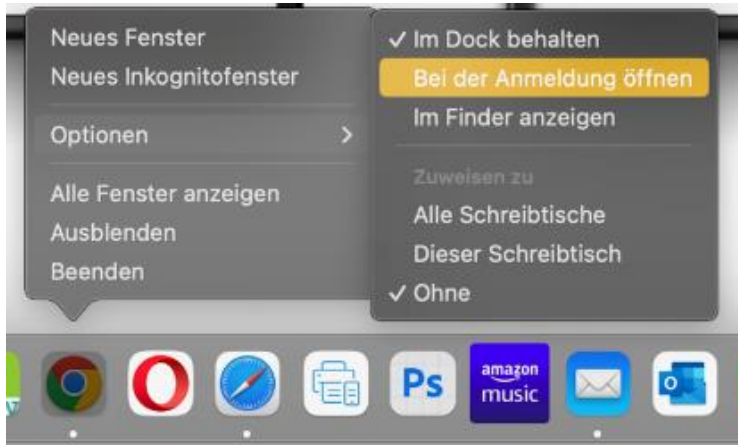 Neues Fenster
Neues Inkognitofenster
Optionen
Alle Fenster anzeigen
Ausblenden
Beenden
✓ Im Dock behalten
Bei der Anmeldung öffnen
Im Finder anzeigen
Zuweisen zu
Alle Schreibtische
Dieser Schreibtisch
✓ Ohne
Ps
amazon
music